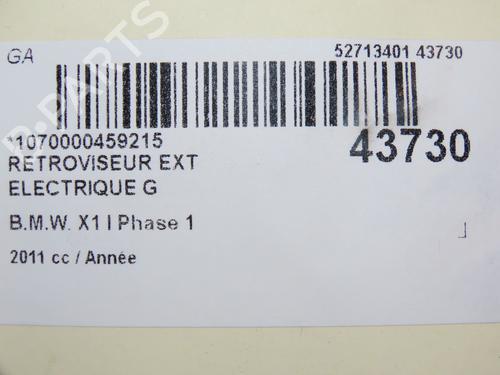 GA
52713401 43730
1070000459215
43730
RETROVISEUR EXT
ELECTRIQUE G
B.M.W. X1 I Phase 1
2011 cc / Année
B-PARTS